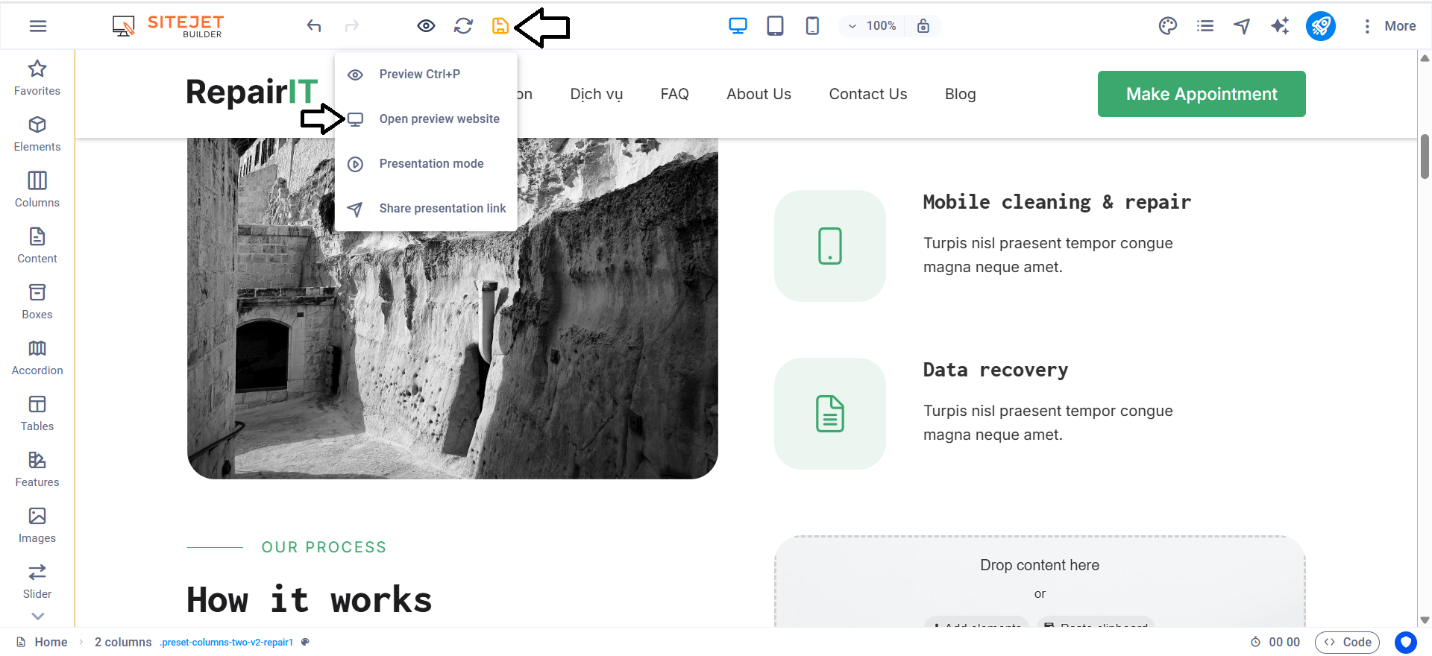 SITEJET
BUILDER
100%
More
Favorites
Elements
Columns
Content
Boxes
Accordion
Tables
Features
Images
Slider
Preview Ctrl+P
Open preview website
Presentation mode
Share presentation link
RepairIT
on
Dịch vụ
FAQ
About Us
Contact Us
Blog
Make Appointment
Mobile cleaning & repair
Turpis nisl praesent tempor congue
magna neque amet.
Data recovery
Turpis nisl praesent tempor congue
magna neque amet.
OUR PROCESS
How it works
Drop content here
or
Add elements
Paste clipboard
Home
2 columns
.preset-columns-two-v2-repair1
00 00
Code